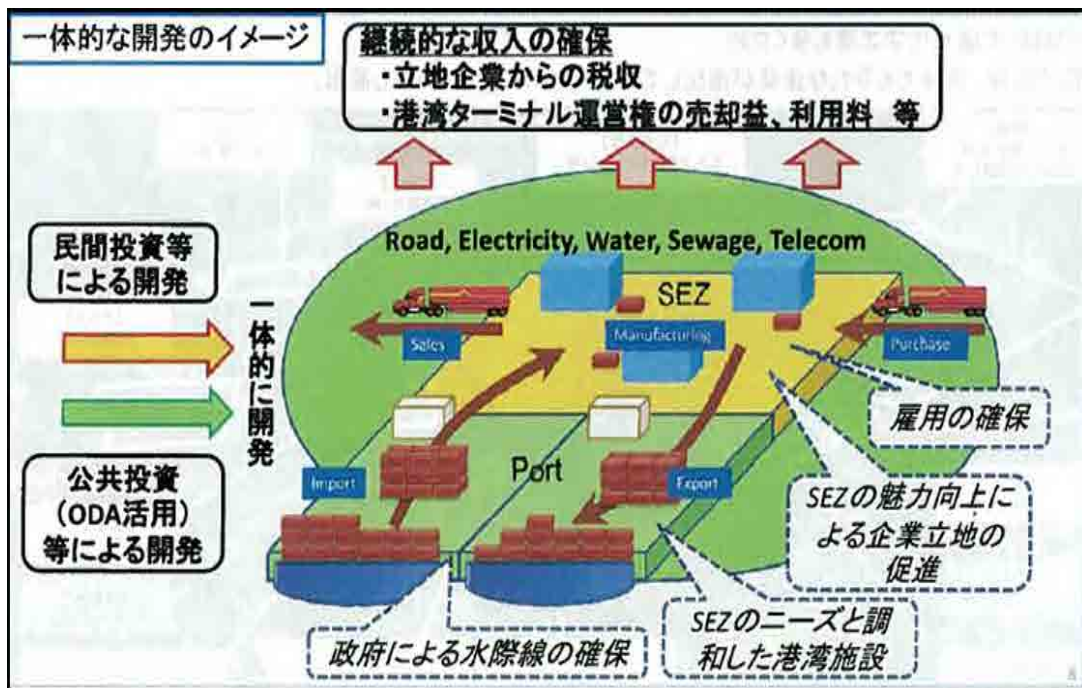 一体的な開発のイメージ
継続的な収入の確保
・立地企業からの税収
・港湾ターミナル運営権の売却益、利用料 等
Road, Electricity, Water, Sewage, Telecom
民間投資等
による開発
一体的に開発
公共投資
(ODA活用)
等による開発
SEZ
Sales
Manufacturing
Purchase
Import
Port
Export
雇用の確保
SEZの魅力向上に
よる企業立地の
促進
SEZのニーズと調
和した港湾施設
政府による水際線の確保